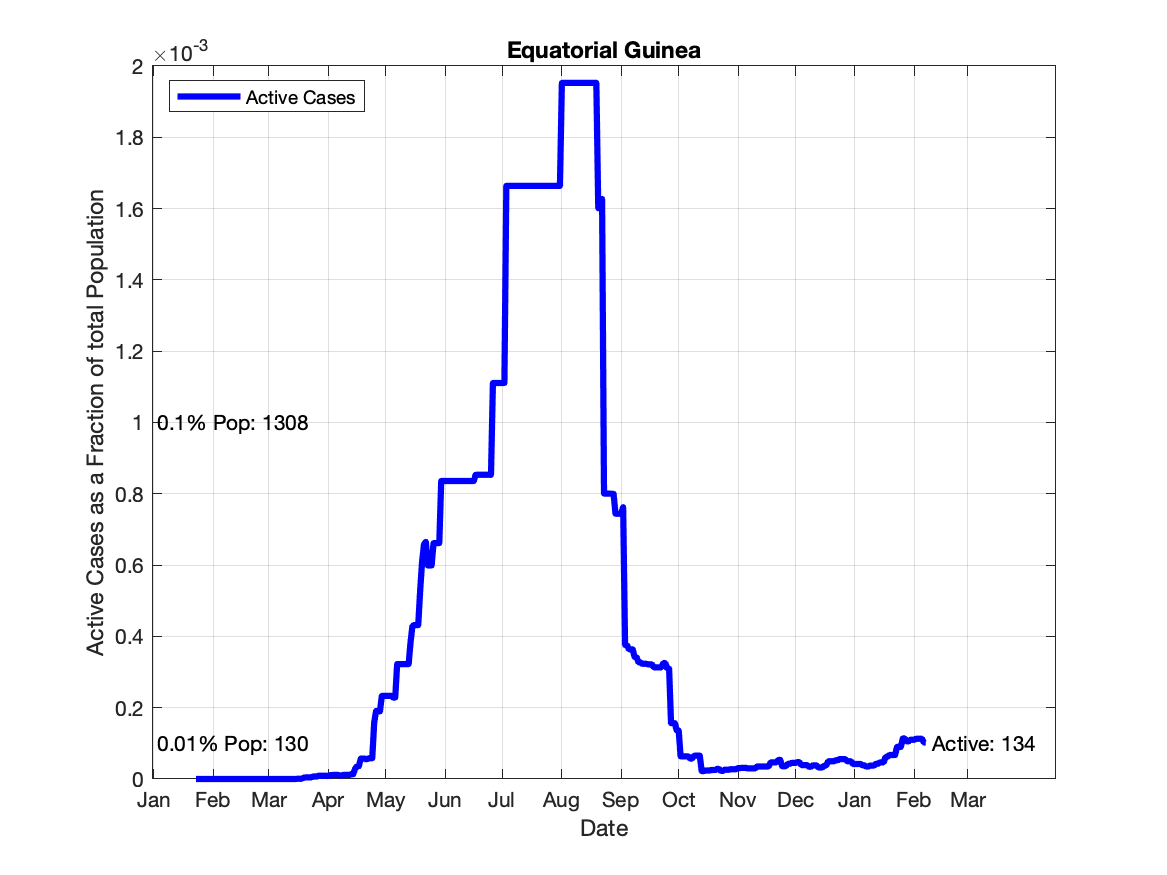 Equatorial Guinea
×10-3
2
1.8
1.6
1.4
1.2
1
0.8
0.6
0.4
0.2
0
Active Cases as a Fraction of total Population
Active Cases
0.1% Pop: 1308
0.01% Pop: 130
Active: 134
Jan Feb Mar Apr May Jun Jul Aug Sep Oct Nov Dec Jan Feb Mar
Date